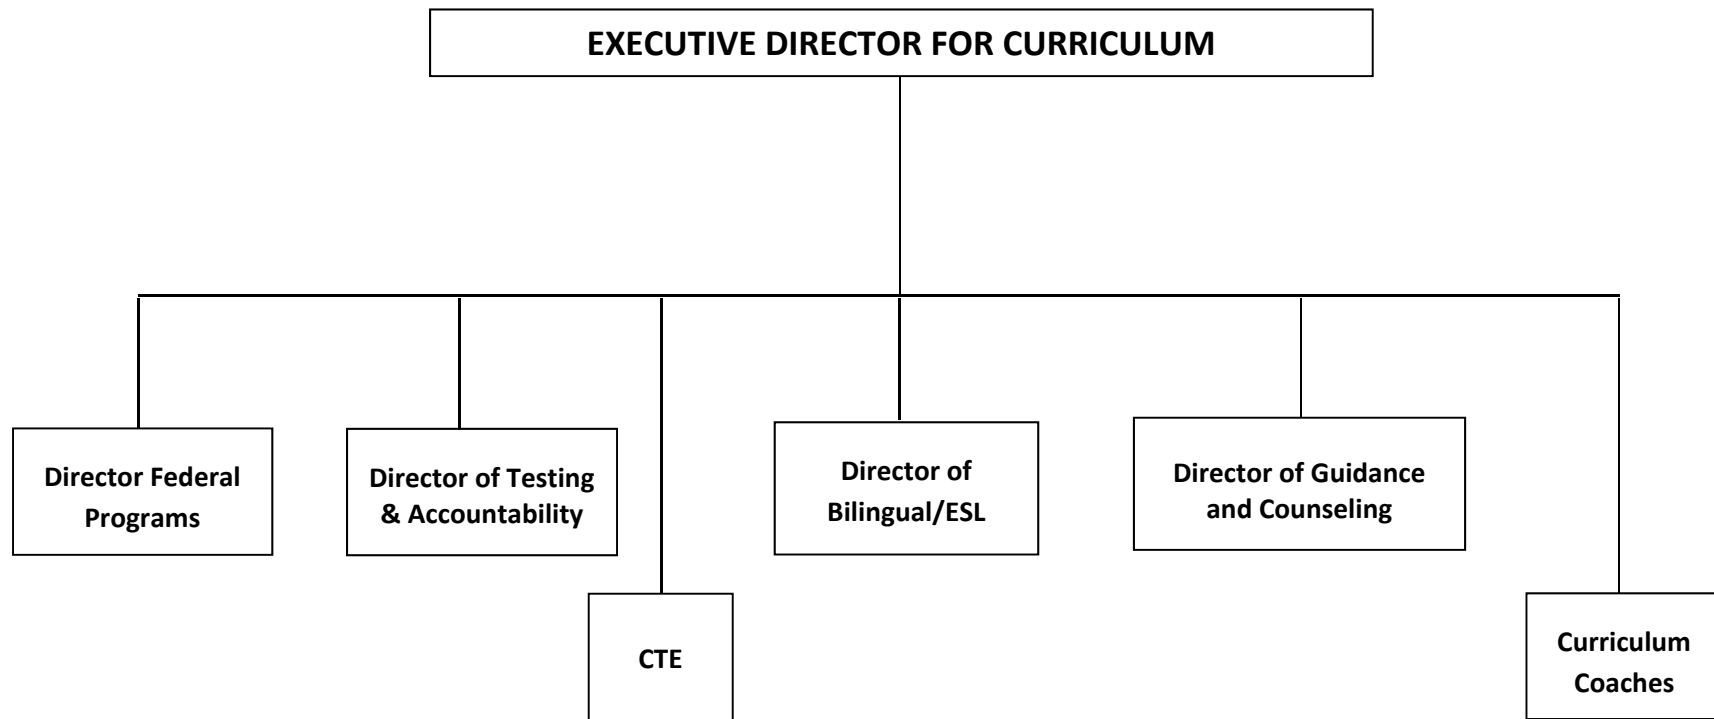 EXECUTIVE DIRECTOR FOR CURRICULUM
Director Federal
Programs
Director of Testing
& Accountability
Director of
Bilingual/ESL
Director of Guidance
and Counseling
CTE
Curriculum
Coaches